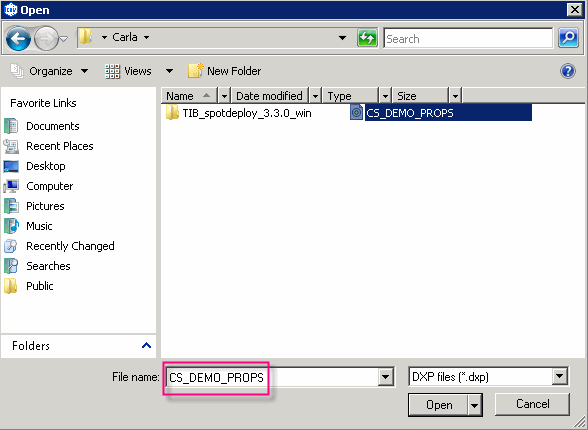 Open
Carla
Search
Organize
Views
New Folder
Favorite Links
Documents
Recent Places
Desktop
Computer
Pictures
Music
Recently Changed
Searches
Public
Folders
Name Date modified Type Size
TIB_spotdeploy_3.3.0_win CS_DEMO_PROPS
File name: CS_DEMO_PROPS DXP files (*.dxp)
Open Cancel